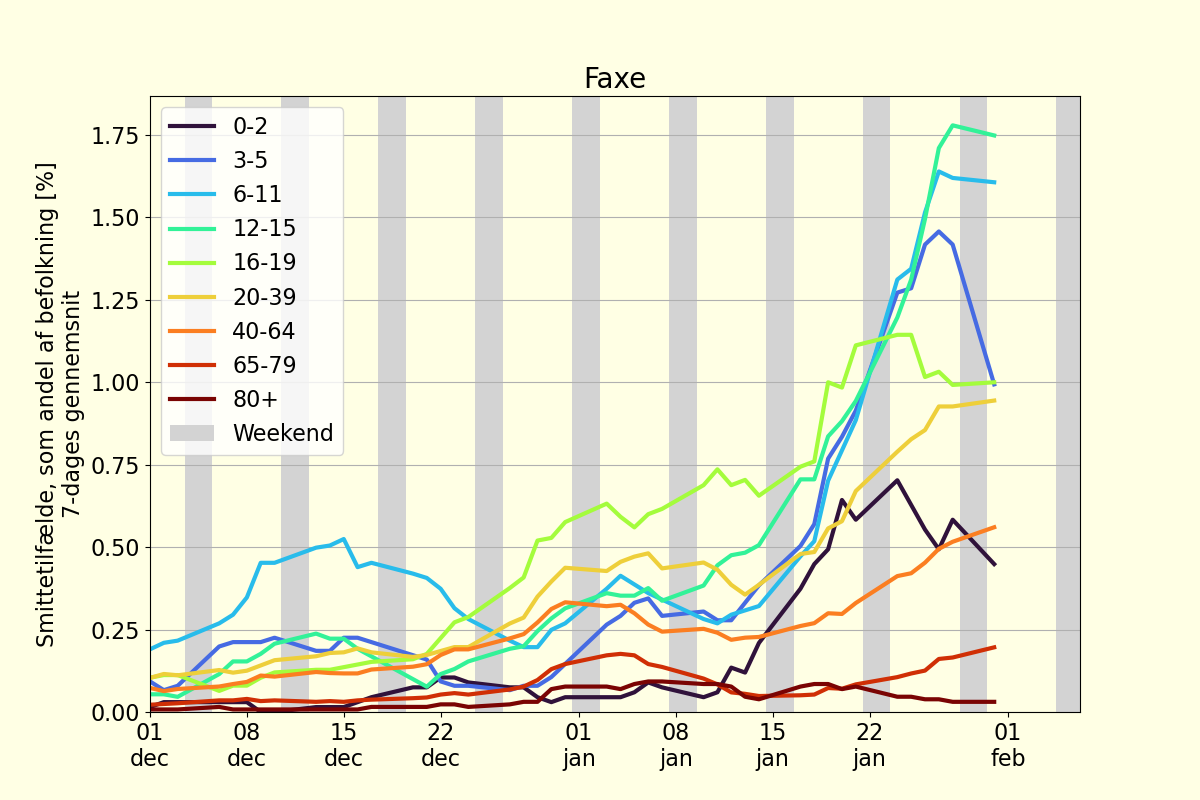 Faxe
Smittetilfælde, som andel af befolkning [%]
7-dages gennemsnit
1.75
1.50
1.25
1.00
0.75
0.50
0.25
0.00
0-2
3-5
6-11
12-15
16-19
20-39
40-64
65-79
80+
Weekend
01 08 15 22 01 08 15 22 01
dec dec dec dec jan jan jan jan feb